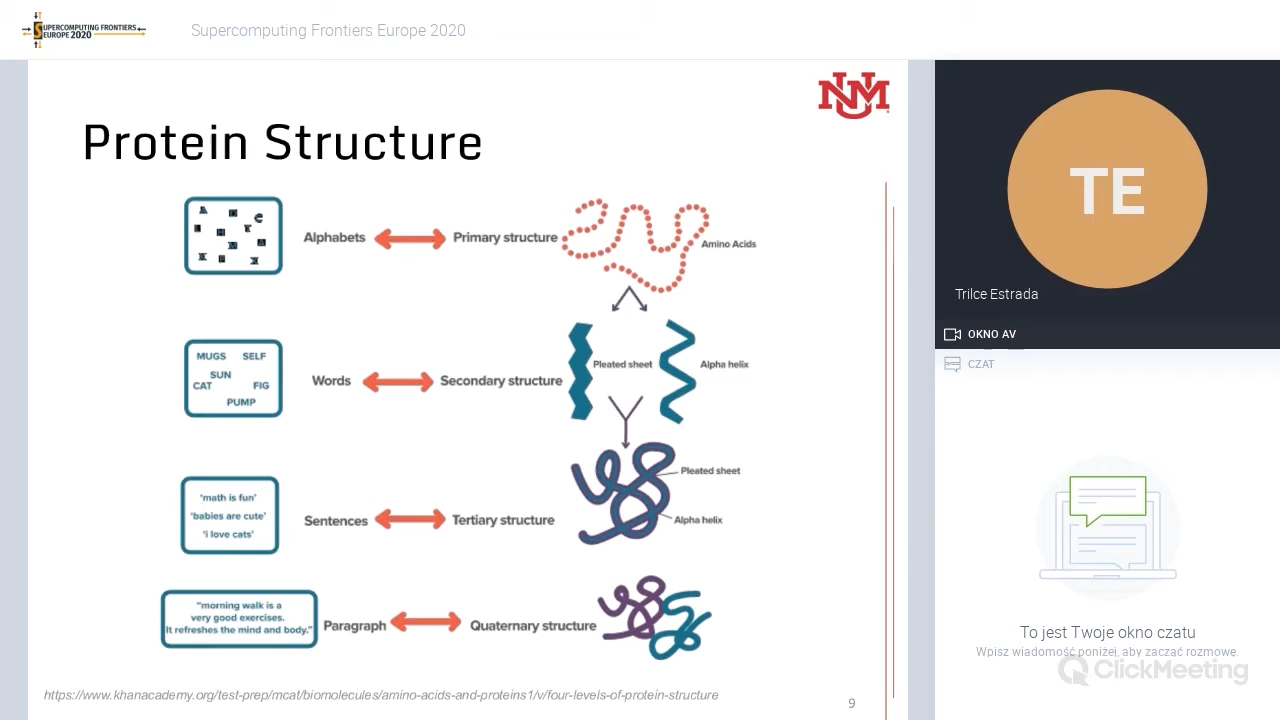 SUPERCOMPUTING FRONTIERS
EUROPE 2020
Supercomputing Frontiers Europe 2020
UNM
Protein Structure
Alphabets
Primary structure
Amino Acids
MUGS SELF
SUN
CAT FIG
PUMP
Words
Secondary structure
Pleated sheet
Alpha helix
'math is fun'
'babies are cute'
'i love cats'
Sentences
Tertiary structure
Pleated sheet
Alpha helix
"morning walk is a
very good exercises.
It refreshes the mind and body."
Paragraph
Quaternary structure
https://www.khanacademy.org/test-prep/mcat/biomolecules/amino-acids-and-proteins1/v/four-levels-of-protein-structure
9
TE
Trilce Estrada
OKNO AV
CZAT
To jest Twoje okno czatu
Wpisz wiadomość poniżej, aby zacząć rozmowę.
ClickMeeting